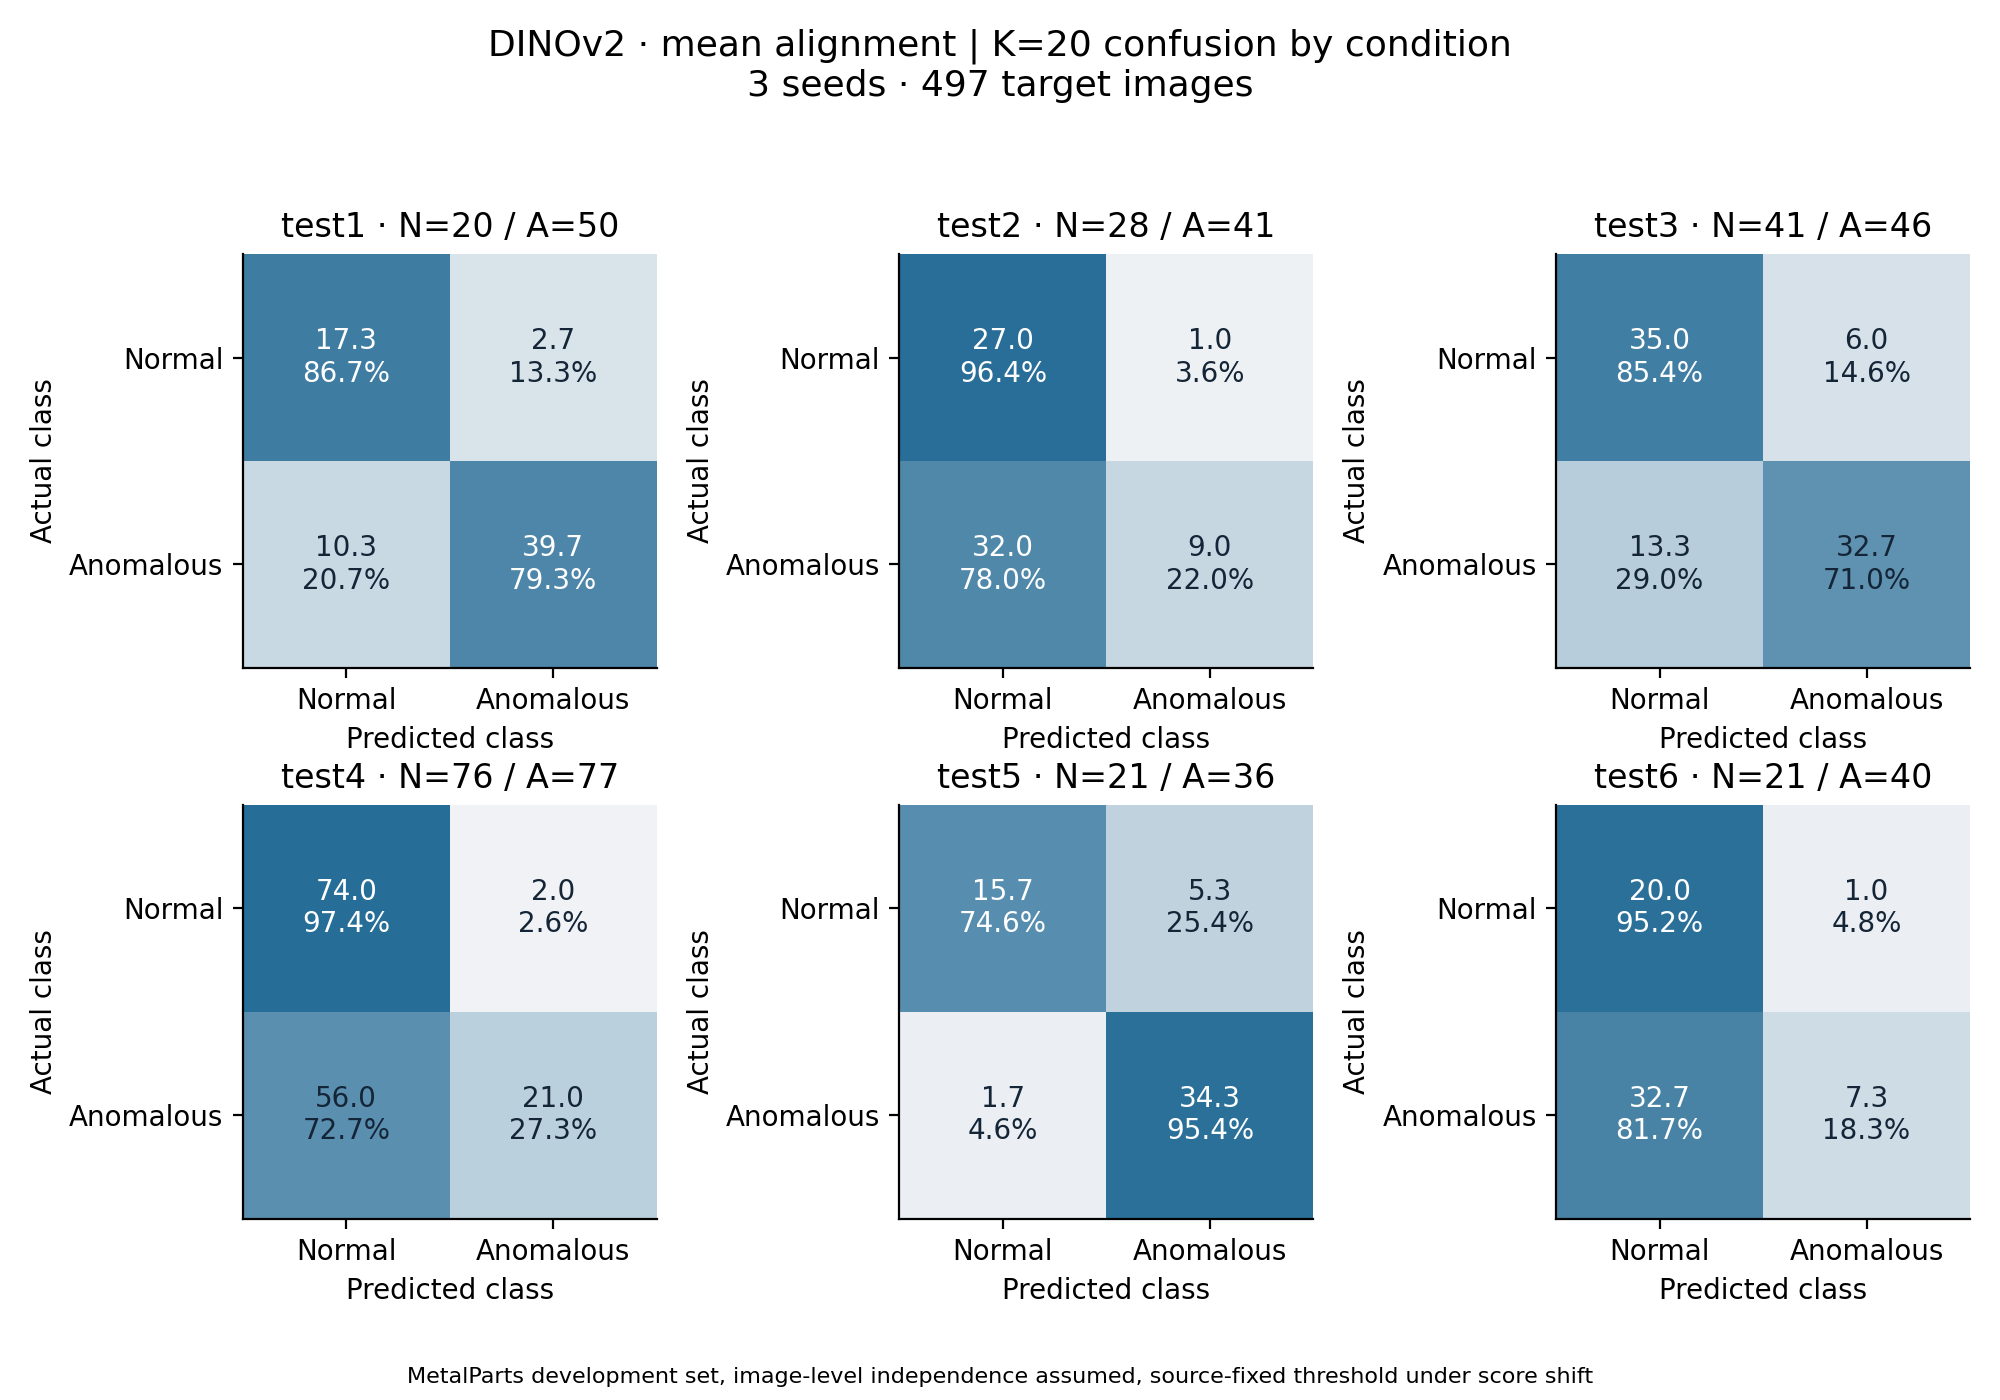 DINOv2 · mean alignment | K=20 confusion by condition
3 seeds · 497 target images
test1 · N=20 / A=50
Actual class
Normal
17.3
86.7%
2.7
13.3%
Anomalous
10.3
20.7%
39.7
79.3%
Normal
Anomalous
Predicted class
test2 · N=28 / A=41
Actual class
Normal
27.0
96.4%
1.0
3.6%
Anomalous
32.0
78.0%
9.0
22.0%
Normal
Anomalous
Predicted class
test3 · N=41 / A=46
Actual class
Normal
35.0
85.4%
6.0
14.6%
Anomalous
13.3
29.0%
32.7
71.0%
Normal
Anomalous
Predicted class
test4 · N=76 / A=77
Actual class
Normal
74.0
97.4%
2.0
2.6%
Anomalous
56.0
72.7%
21.0
27.3%
Normal
Anomalous
Predicted class
test5 · N=21 / A=36
Actual class
Normal
15.7
74.6%
5.3
25.4%
Anomalous
1.7
4.6%
34.3
95.4%
Normal
Anomalous
Predicted class
test6 · N=21 / A=40
Actual class
Normal
20.0
95.2%
1.0
4.8%
Anomalous
32.7
81.7%
7.3
18.3%
Normal
Anomalous
Predicted class
MetalParts development set, image-level independence assumed, source-fixed threshold under score shift